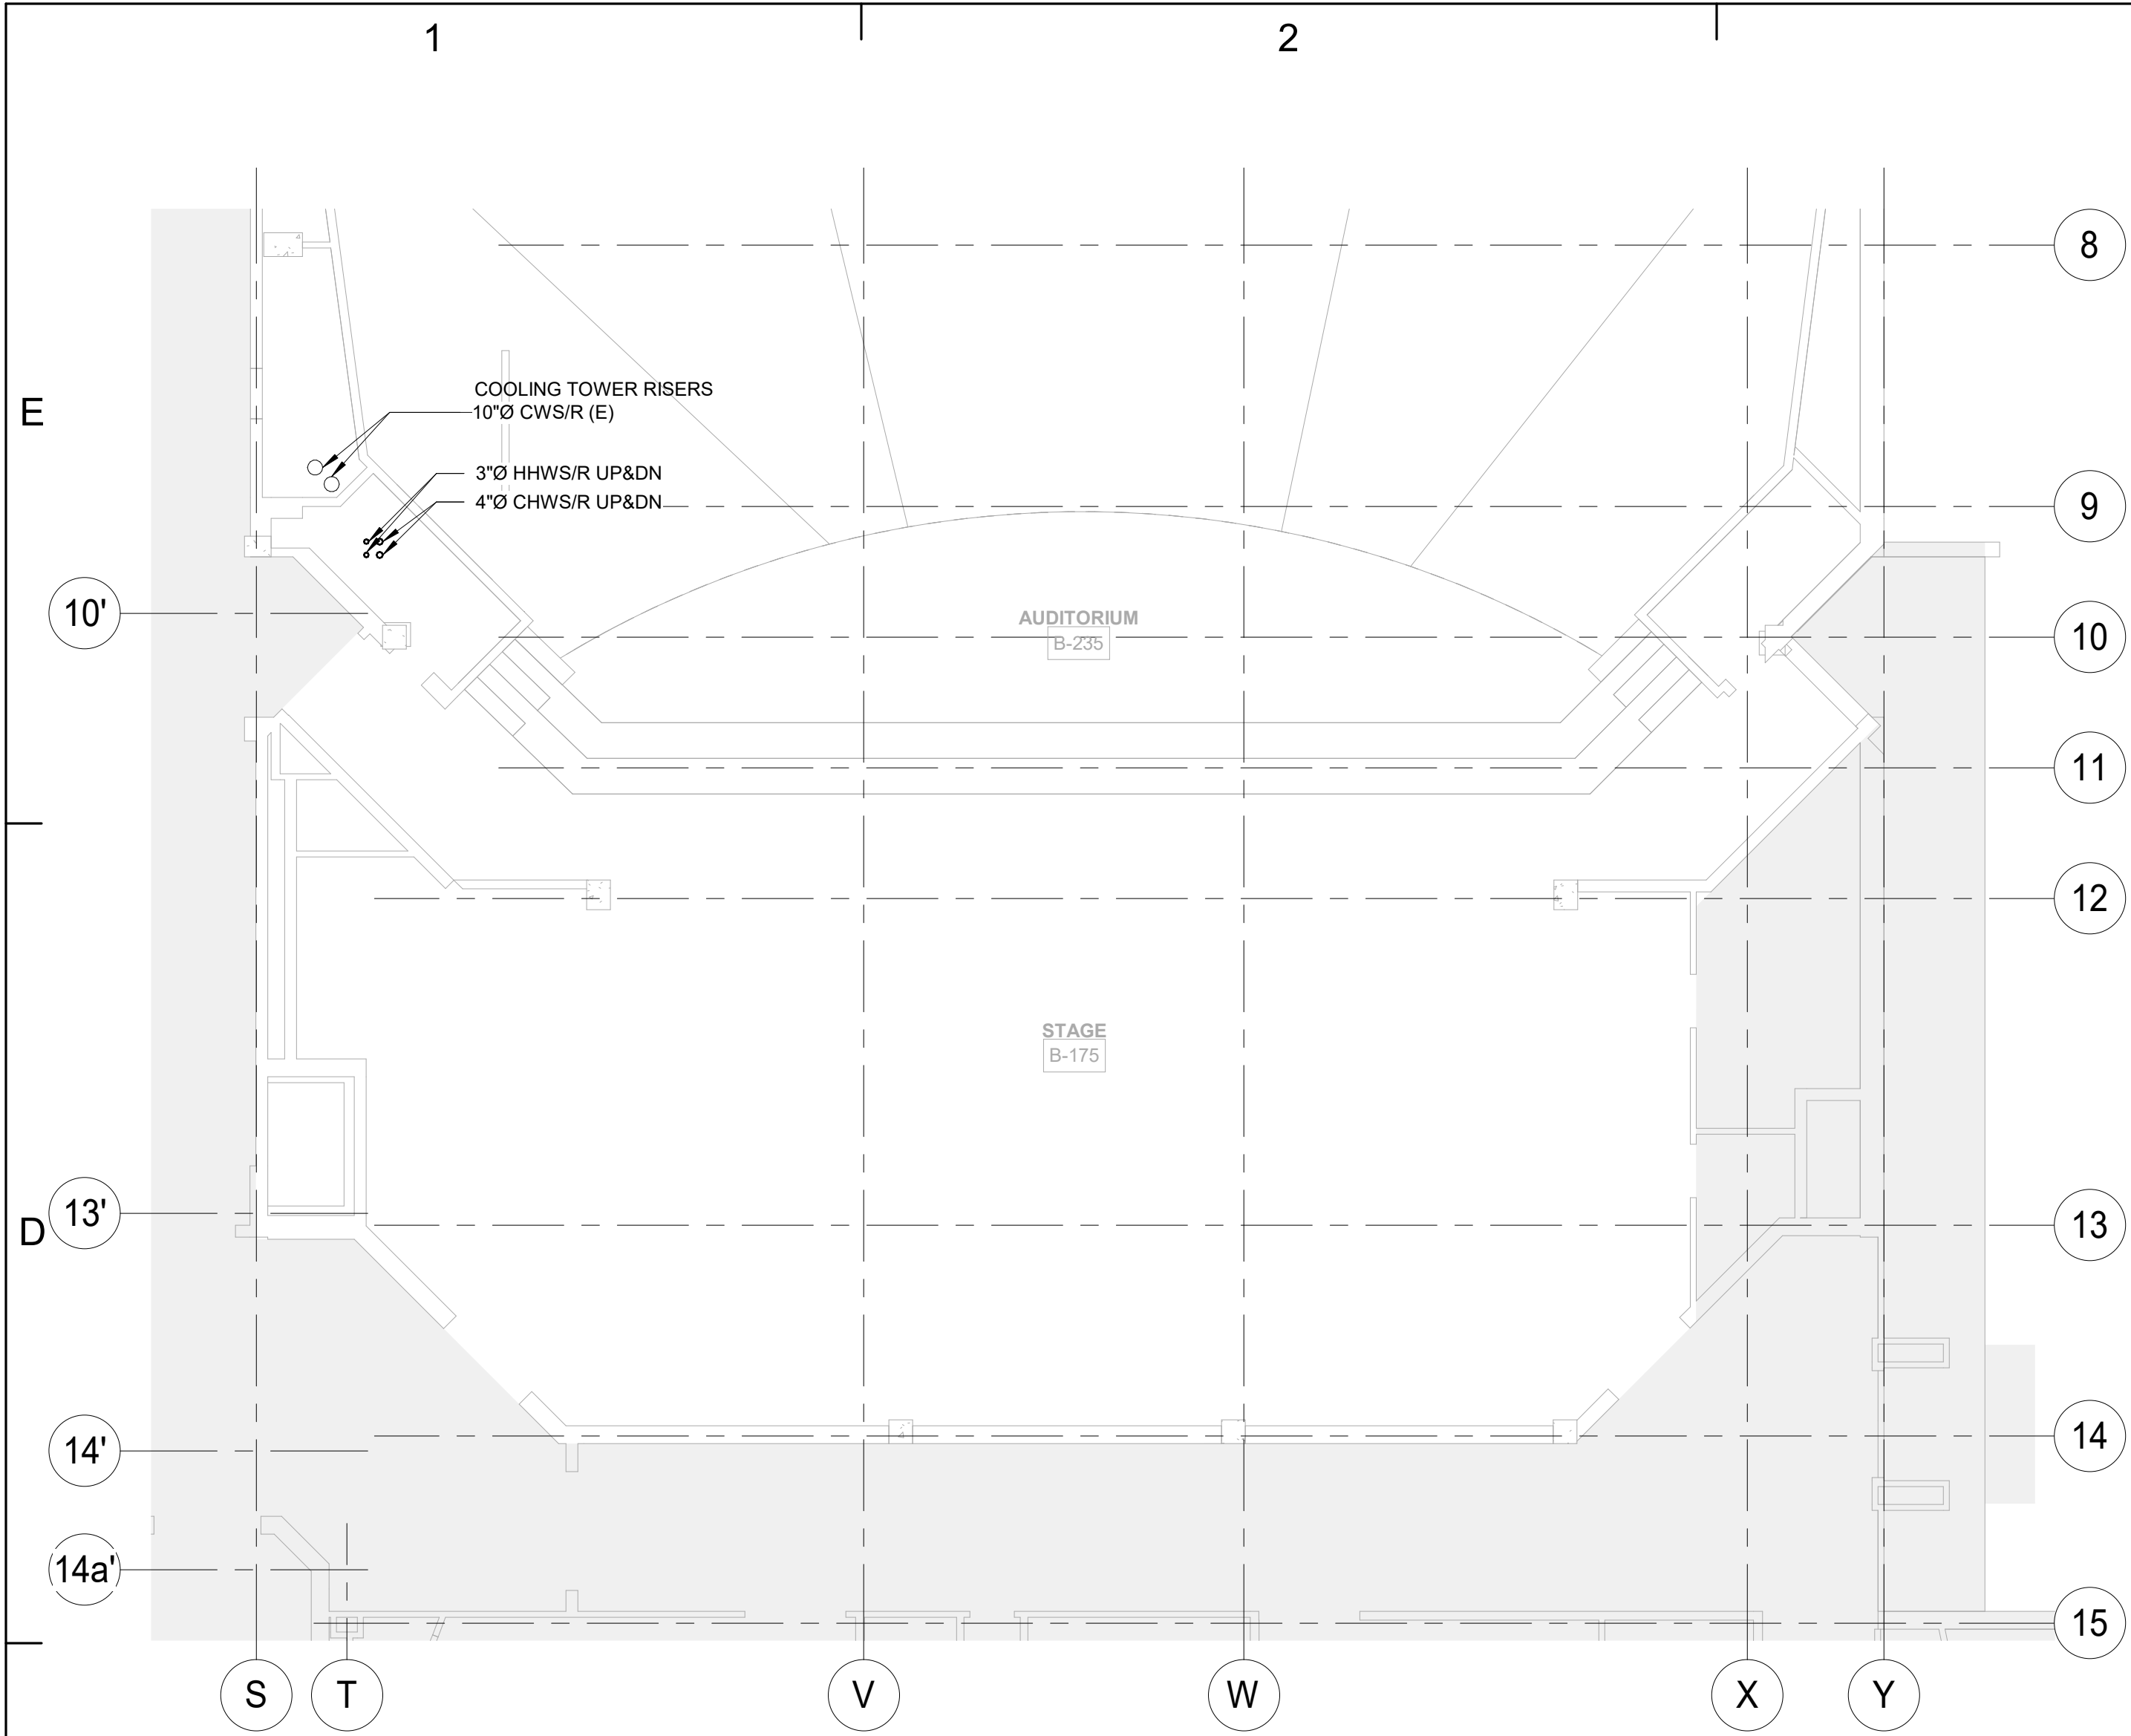 1
2
8
COOLING TOWER RISERS
E
10"Ø CWS/R (E)
3"Ø HHWS/R UP&DN
4"Ø CHWS/R UP&DN
9
10'
AUDITORIUM
B-235
10
11
12
STAGE
B-175
13'
D
13
14'
14
14a'
15
S
T
V
W
X
Y